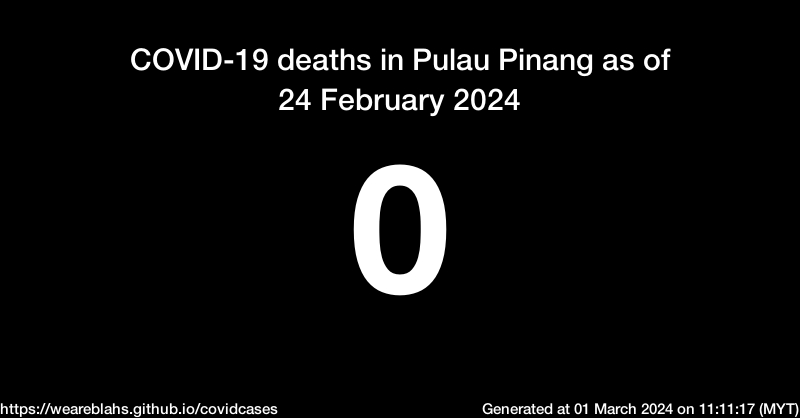 COVID-19 deaths in Pulau Pinang as of
24 February 2024
0
https://weareblahs.github.io/covidcases
Generated at 01 March 2024 on 11:11:17 (MYT)